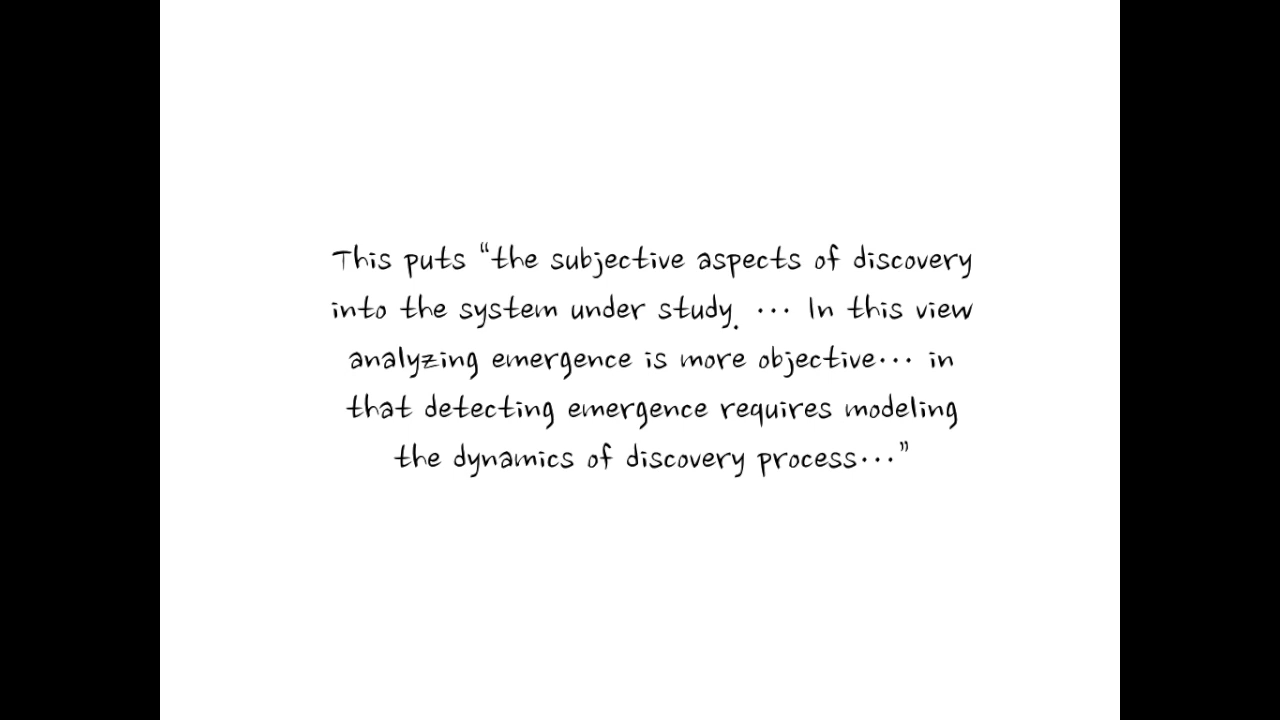 This puts “the subjective aspects of discovery
into the system under study. ... In this view
analyzing emergence is more objective... in
that detecting emergence requires modeling
the dynamics of discovery process...”